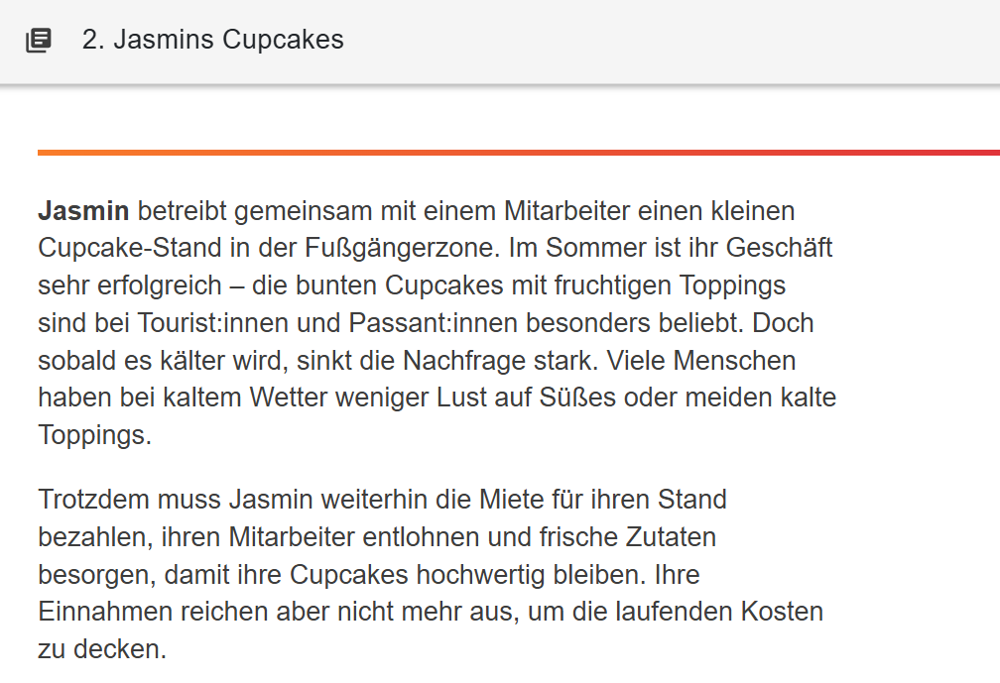 2. Jasmins Cupcakes
Jasmin betreibt gemeinsam mit einem Mitarbeiter einen kleinen
Cupcake-Stand in der Fußgängerzone. Im Sommer ist ihr Geschäft
sehr erfolgreich – die bunten Cupcakes mit fruchtigen Toppings
sind bei Tourist:innen und Passant:innen besonders beliebt. Doch
sobald es kälter wird, sinkt die Nachfrage stark. Viele Menschen
haben bei kaltem Wetter weniger Lust auf Süßes oder meiden kalte
Toppings.
Trotzdem muss Jasmin weiterhin die Miete für ihren Stand
bezahlen, ihren Mitarbeiter entlohnen und frische Zutaten
besorgen, damit ihre Cupcakes hochwertig bleiben. Ihre
Einnahmen reichen aber nicht mehr aus, um die laufenden Kosten
zu decken.